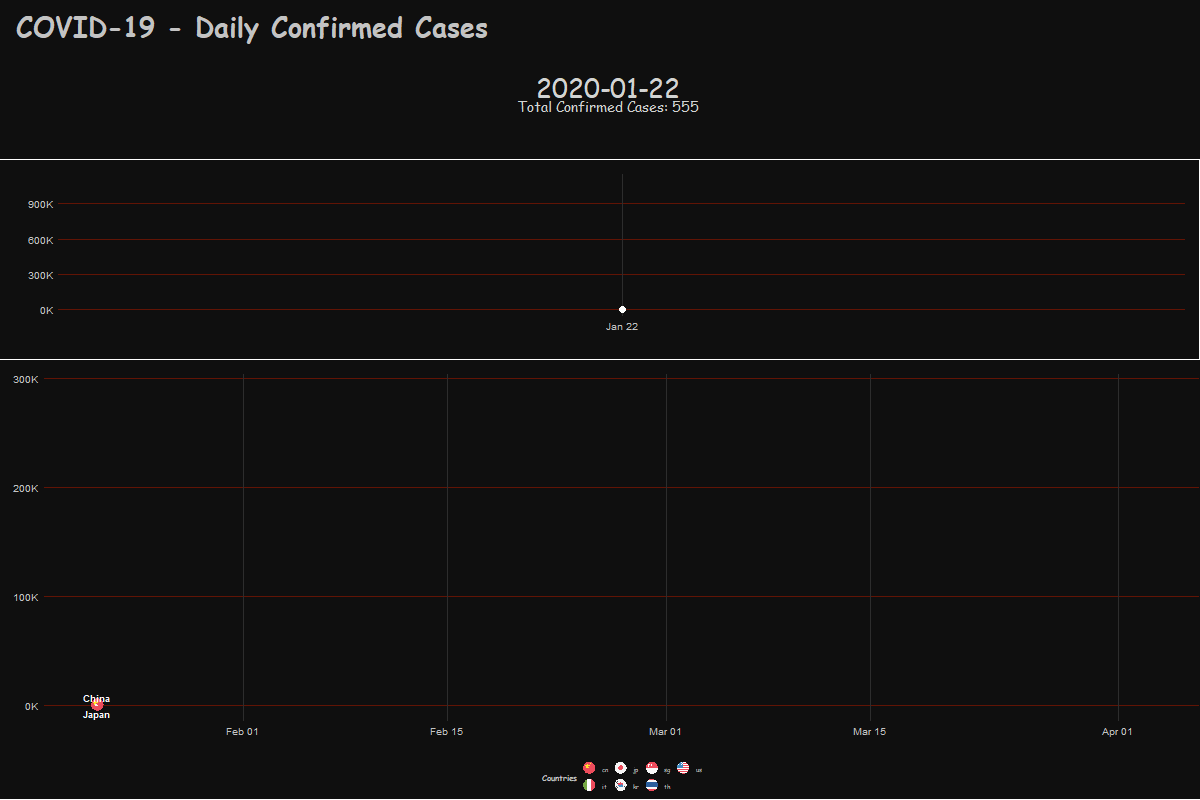 COVID-19 - Daily Confirmed Cases
2020-01-22
Total Confirmed Cases: 555
900K
600K
300K
0K
Jan 22
300K
200K
100K
0K
China
Japan
Feb 01
Feb 15
Mar 01
Mar 15
Apr 01
Countries
cn jp sg us
it kr th